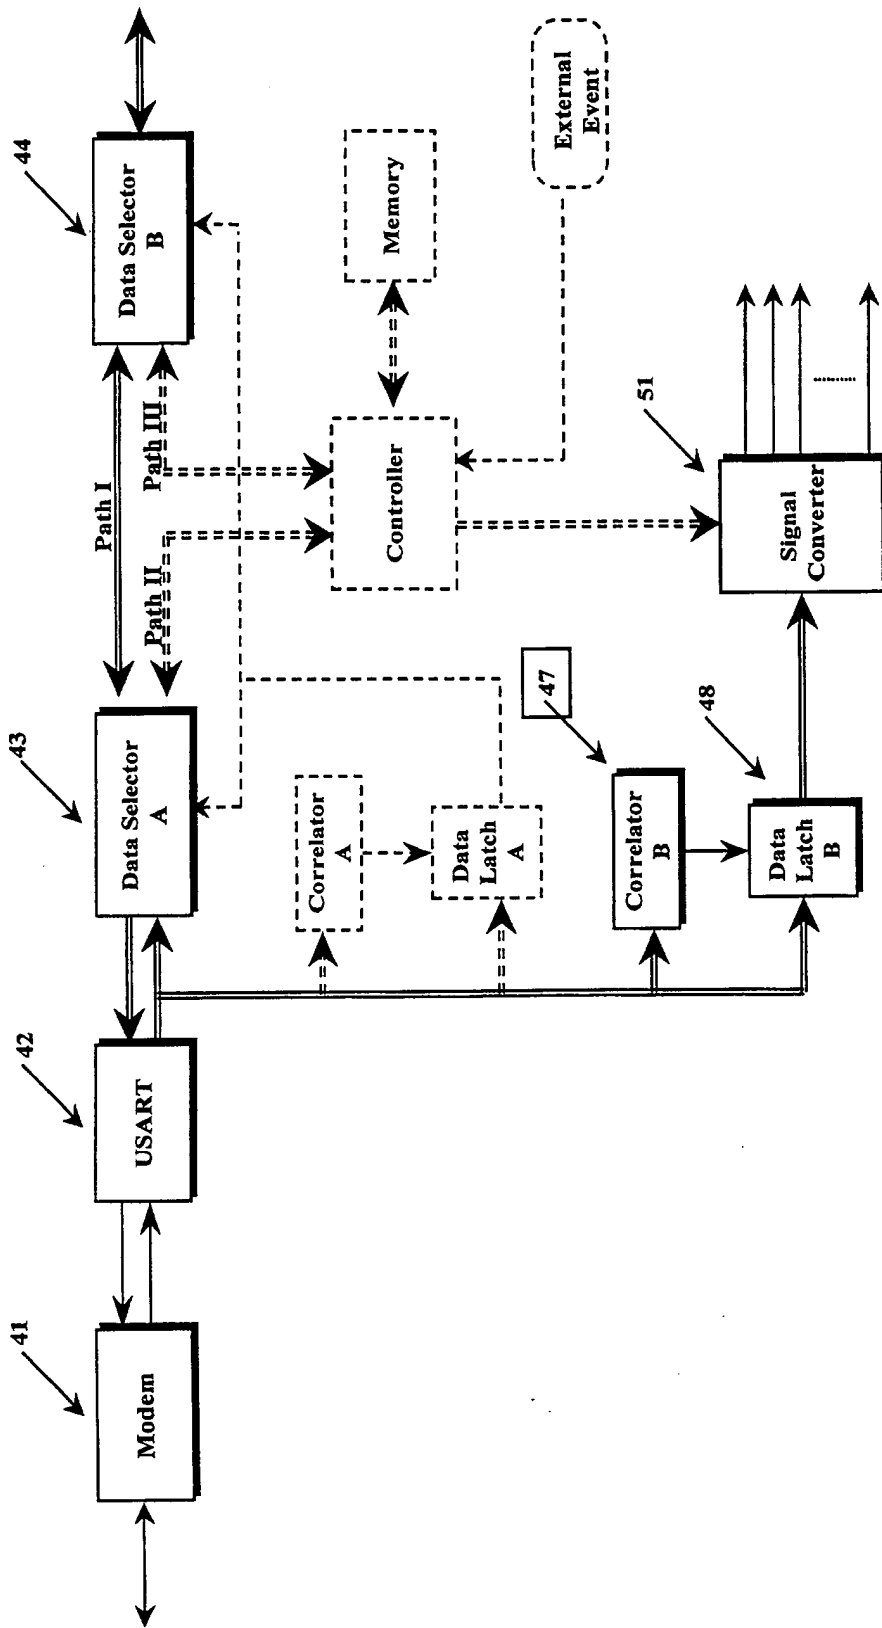 41
Modem
42
USART
43
Data Selector
A
Path I
Path II
Path III
44
Data Selector
B
Correlator
A
Data
Latch
A
Controller
Memory
External
Event
47
Correlator
B
48
Data
Latch
B
51
Signal
Converter